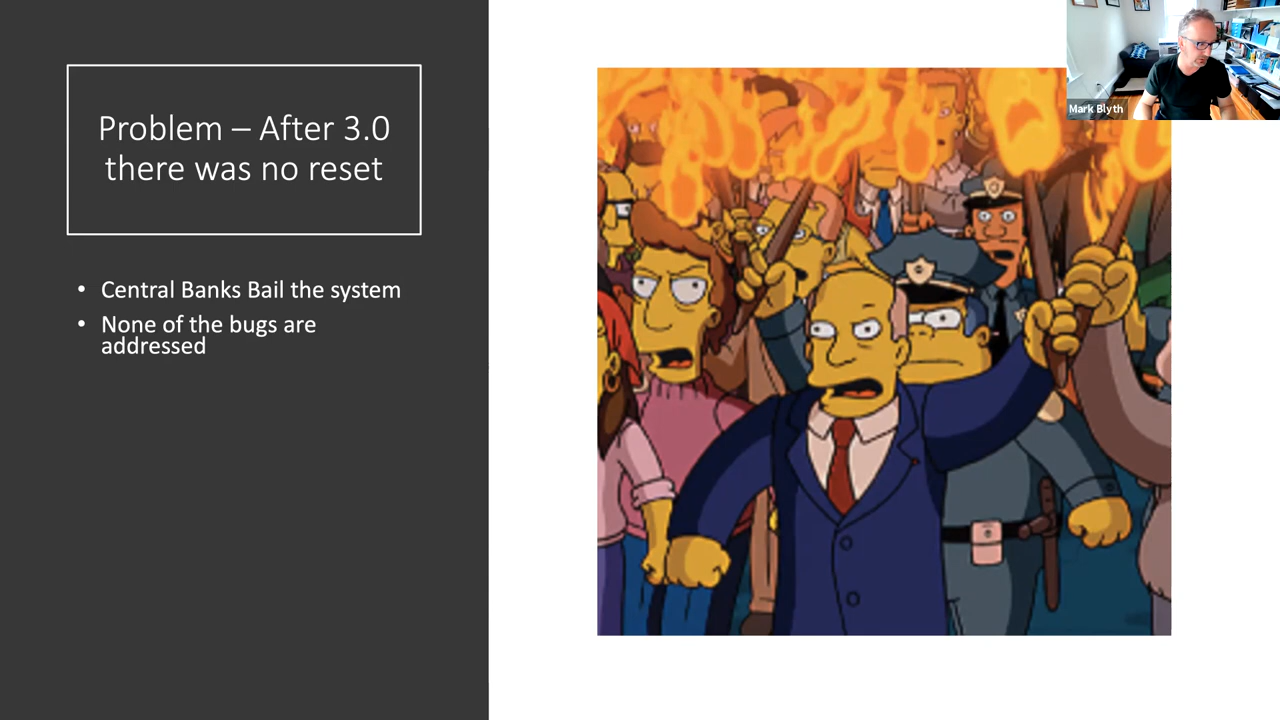 Problem – After 3.0
there was no reset
• Central Banks Bail the system
• None of the bugs are
addressed
Mark Blyth